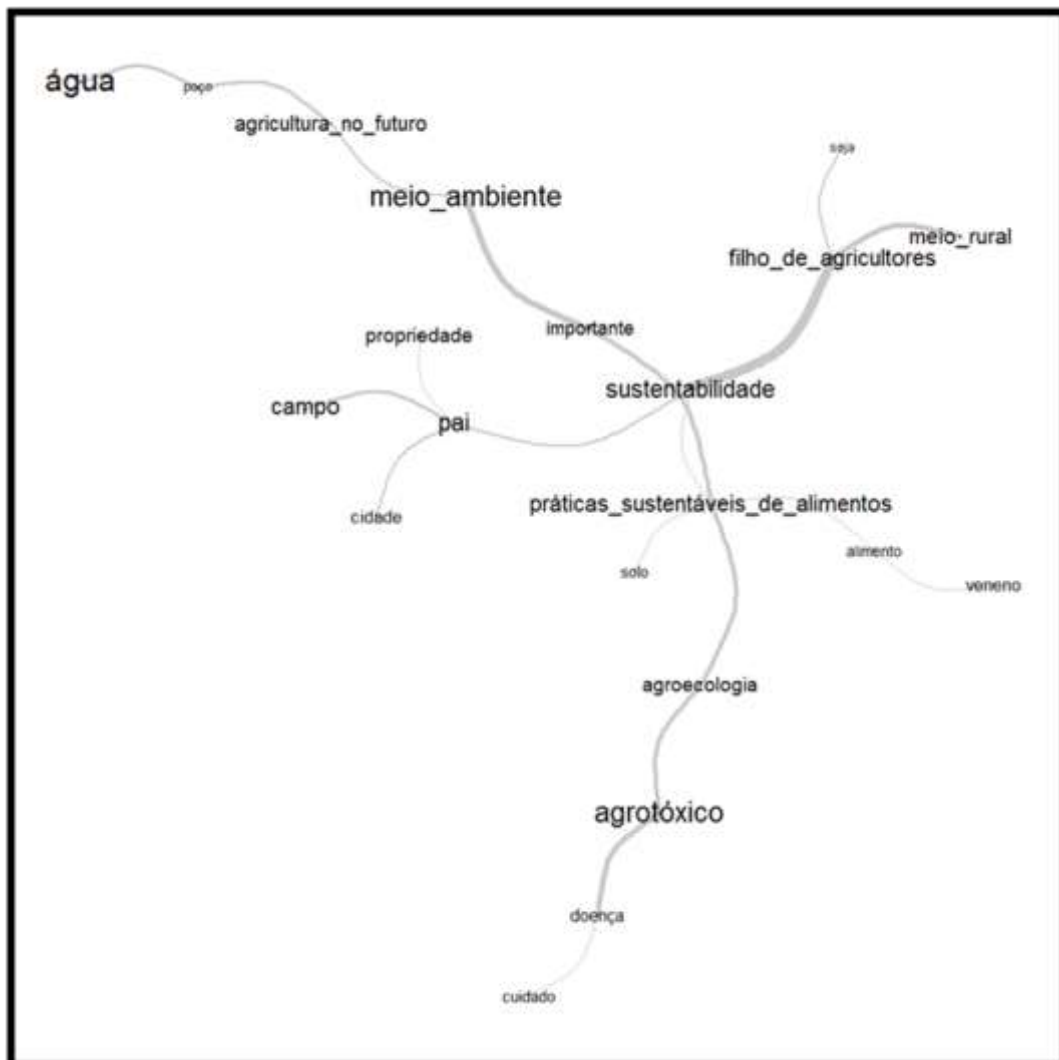 água
poço
agricultura_no_futuro
soja
meio_ambiente
meio_rural
filho_de_agricultores
importante
propriedade
sustentabilidade
campo
pai
práticas_sustentáveis_de_alimentos
cidade
alimento
solo
veneno
agroecologia
agrotóxico
doença
cuidado